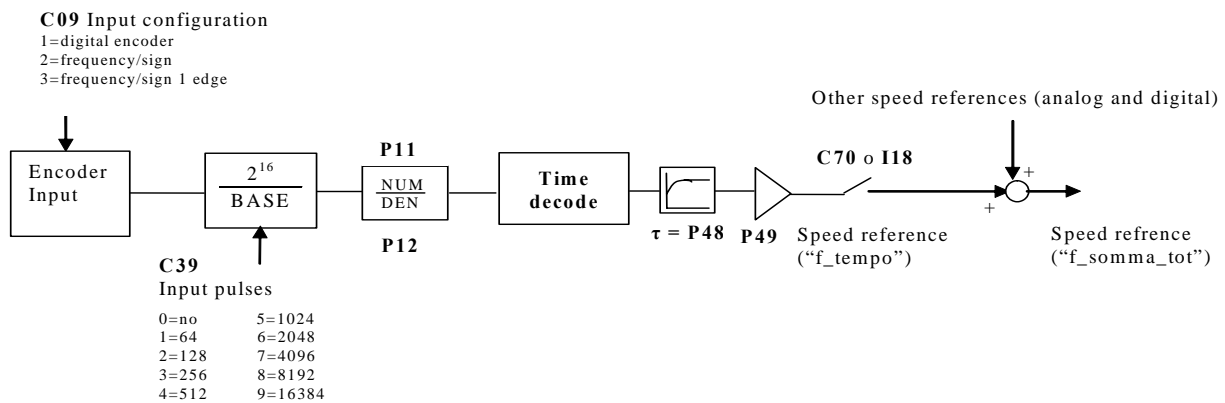 C09 Input configuration
1=digital encoder
2=frequency/sign
3=frequency/sign 1 edge
Other speed references (analog and digital)
Encoder
Input
2^16
BASE
P11
NUM
DEN
P12
Time
decode
τ = P48
P49
C70 o I18
+
+
Speed reference
(“f_tempo”)
Speed refrence
(“f_somma_tot”)
C39
Input pulses
0=no 5=1024
1=64 6=2048
2=128 7=4096
3=256 8=8192
4=512 9=16384